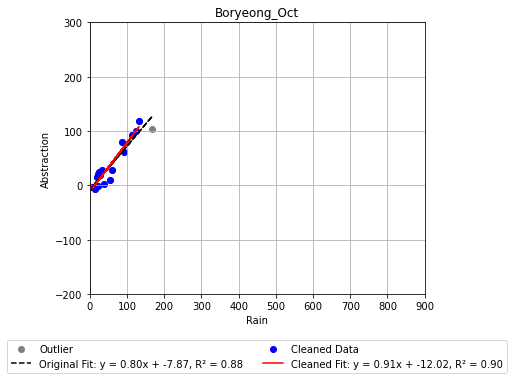 Boryeong_Oct
300
200
100
0
−100
−200
Abstraction
0 100 200 300 400 500 600 700 800 900
Rain
Outlier
Original Fit: y = 0.80x + -7.87, R² = 0.88
Cleaned Data
Cleaned Fit: y = 0.91x + -12.02, R² = 0.90